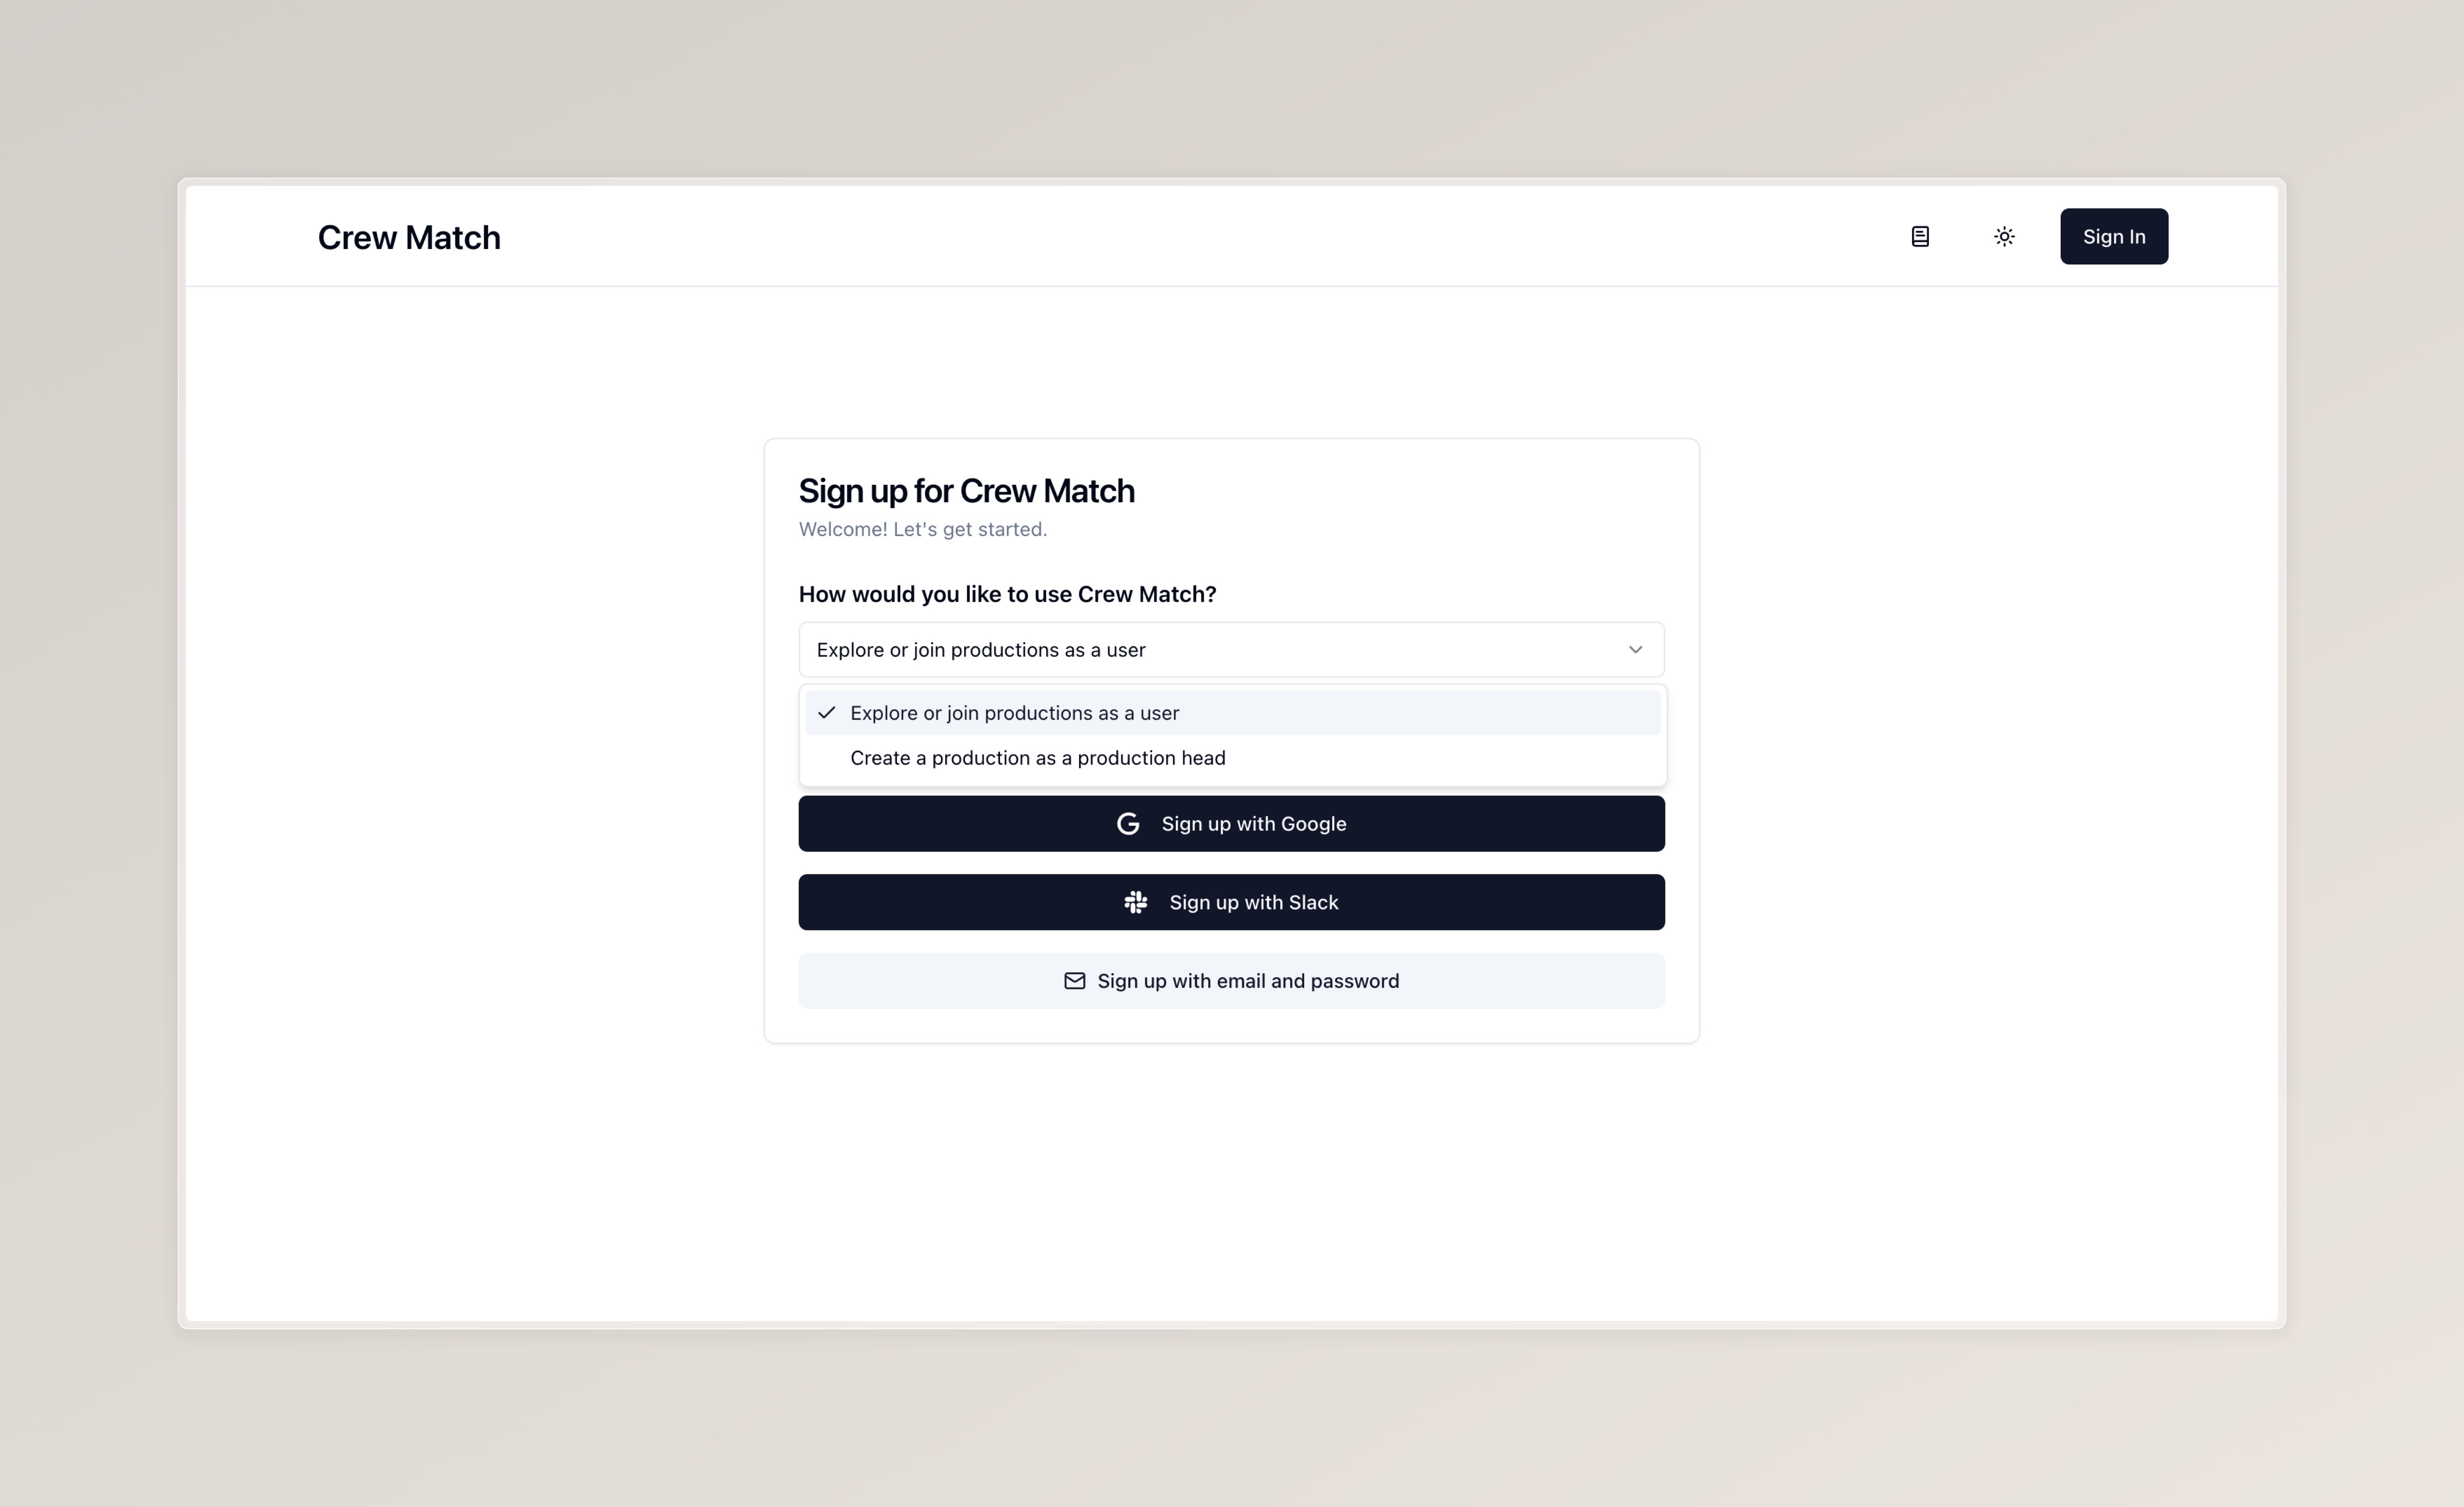 Crew Match
Sign In
Sign up for Crew Match
Welcome! Let's get started.
How would you like to use Crew Match?
Explore or join productions as a user
Explore or join productions as a user
Create a production as a production head
Sign up with Google
Sign up with Slack
Sign up with email and password